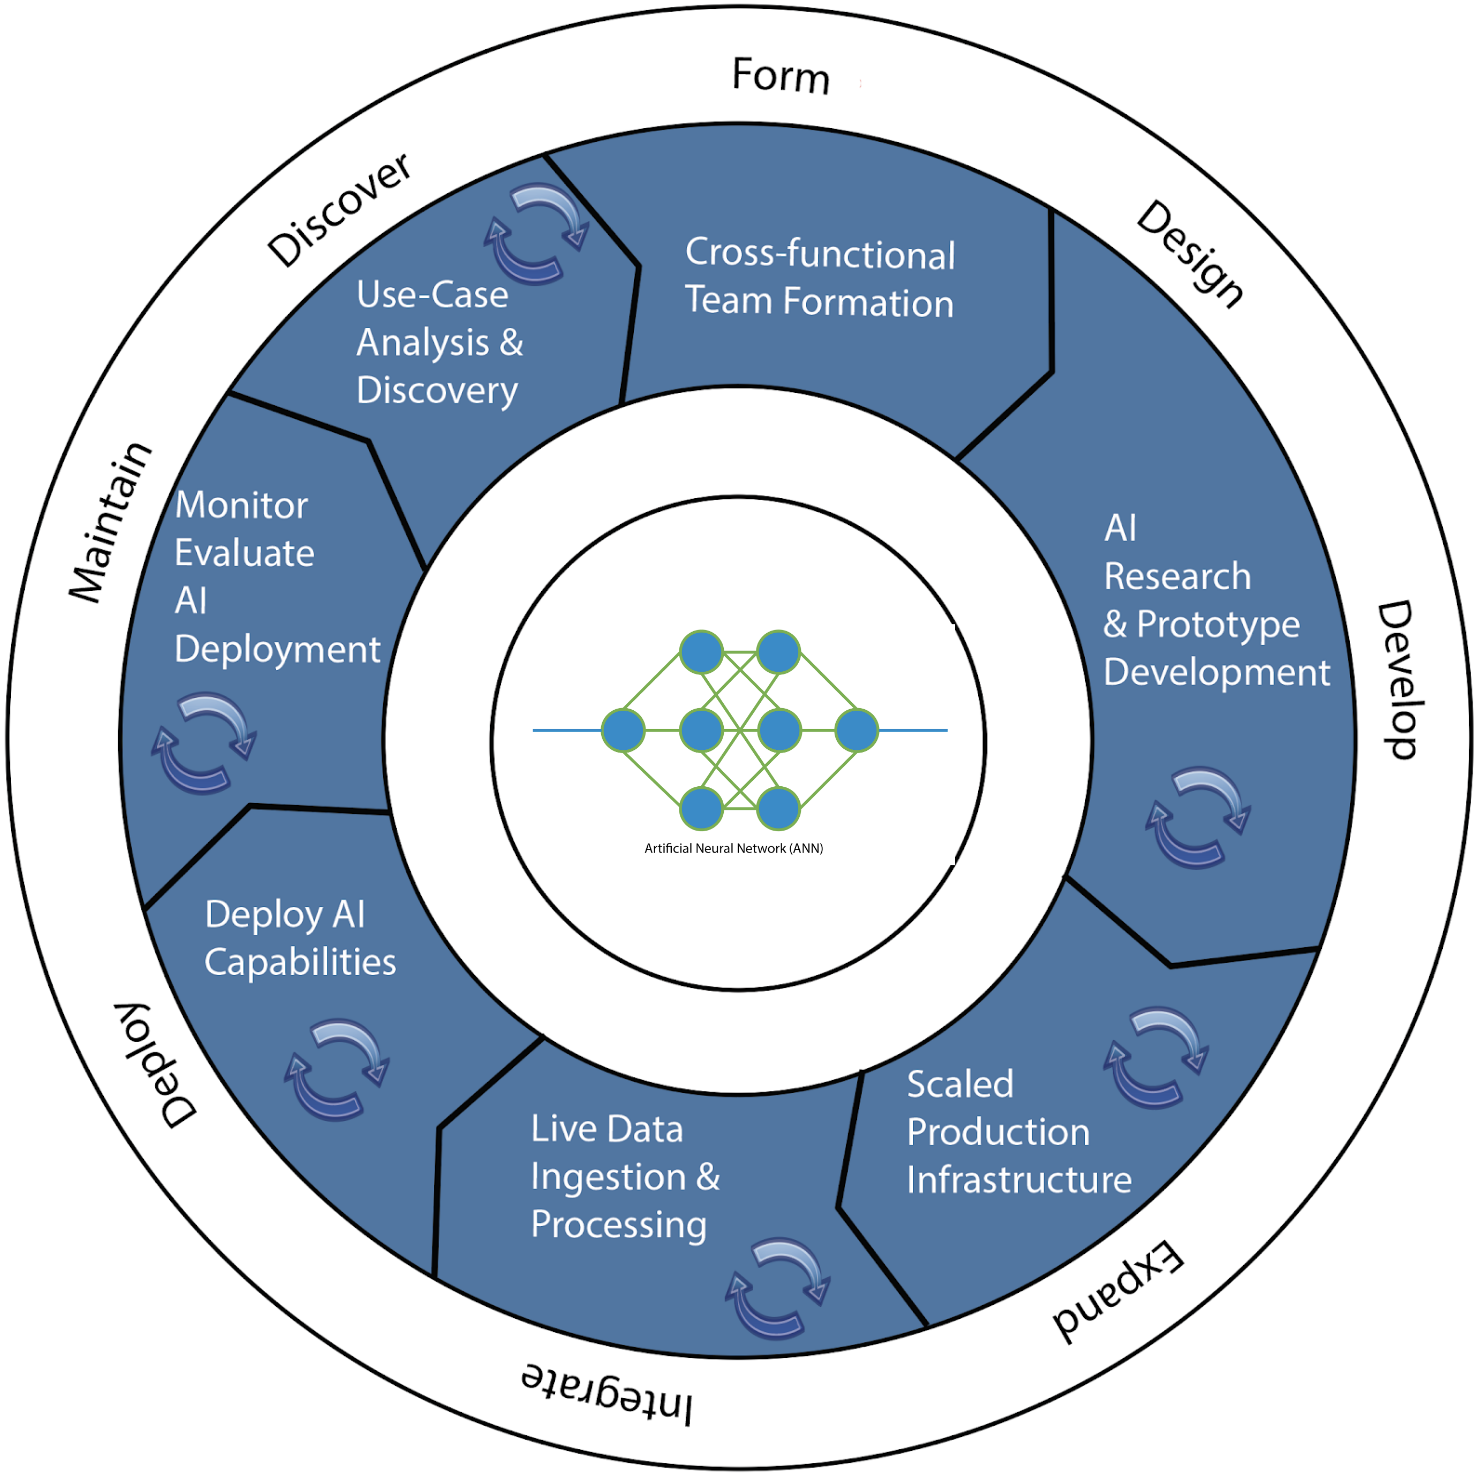 Form
Design
Develop
Expand
Integrate
Deploy
Maintain
Discover
Cross-functional
Team Formation
AI
Research
& Prototype
Development
Scaled
Production
Infrastructure
Live Data
Ingestion &
Processing
Deploy AI
Capabilities
Monitor
Evaluate
AI
Deployment
Use-Case
Analysis &
Discovery
Artificial Neural Network (ANN)